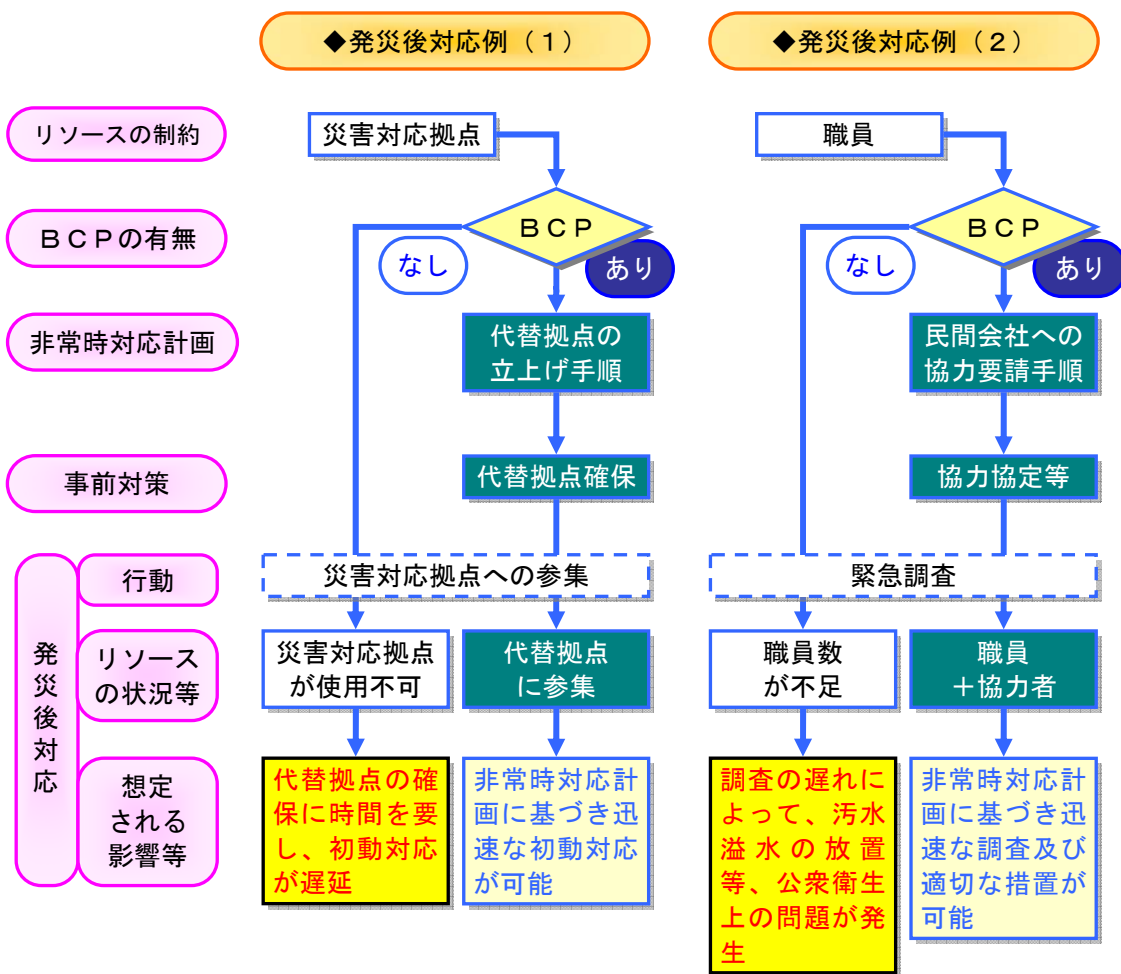 ◆発災後対応例（１）
◆発災後対応例（２）
リソースの制約
災害対応拠点
職員
ＢＣＰの有無
ＢＣＰ
なし
あり
ＢＣＰ
なし
あり
非常時対応計画
代替拠点の
立上げ手順
民間会社への
協力要請手順
事前対策
代替拠点確保
協力協定等
発災後対応
行動
災害対応拠点への参集
緊急調査
リソース
の状況等
災害対応拠点
が使用不可
代替拠点
に参集
職員数
が不足
職員
＋協力者
想定
される
影響等
代替拠点の確
保に時間を要
し、初動対応
が遅延
非常時対応計
画に基づき迅
速な初動対応
が可能
調査の遅れに
よって、汚水
溢水の放置
等、公衆衛生
上の問題が発
生
非常時対応計
画に基づき迅
速な調査及び
適切な措置が
可能